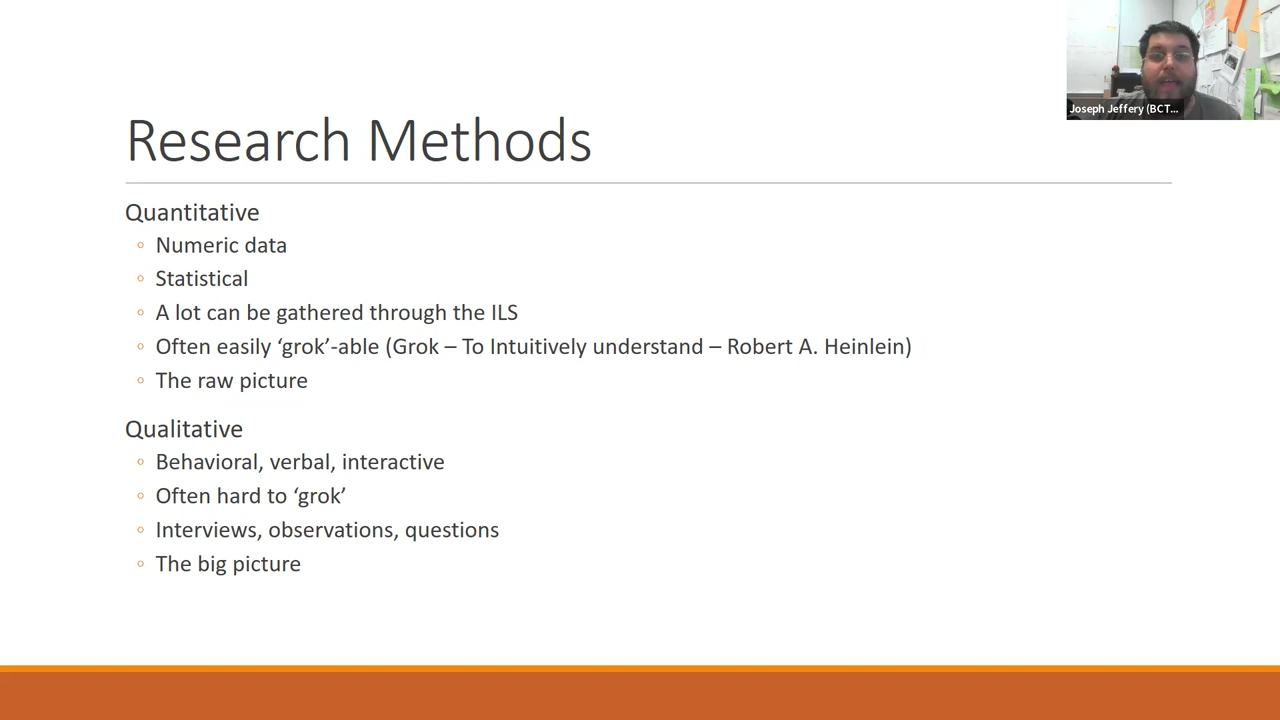 Joseph Jeffery (BCT...
Research Methods
Quantitative
◦ Numeric data
◦ Statistical
◦ A lot can be gathered through the ILS
◦ Often easily ‘grok’-able (Grok – To Intuitively understand – Robert A. Heinlein)
◦ The raw picture
Qualitative
◦ Behavioral, verbal, interactive
◦ Often hard to ‘grok’
◦ Interviews, observations, questions
◦ The big picture